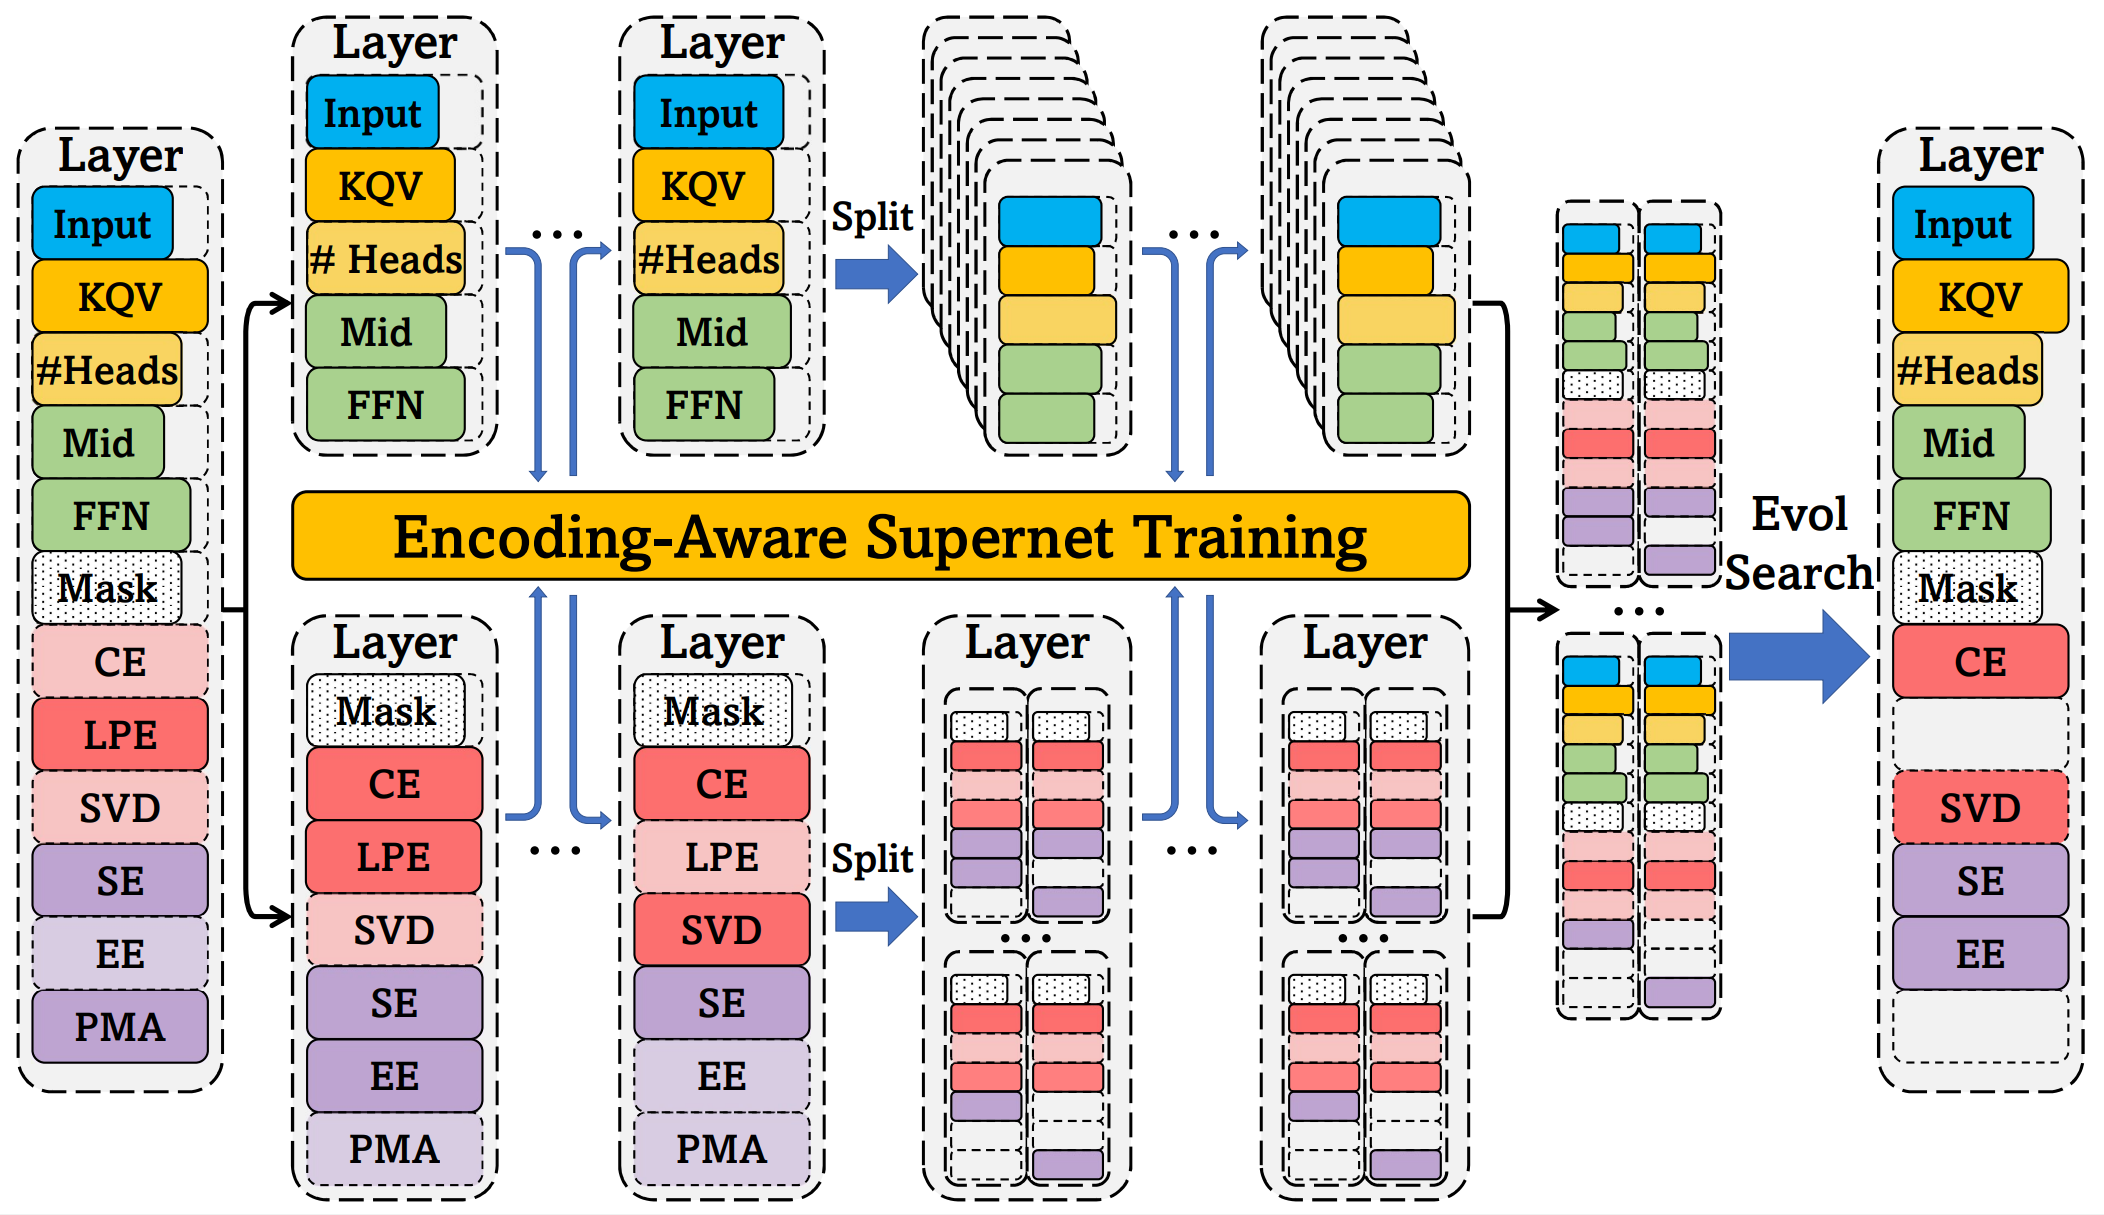 Layer
Input
KQV
#Heads
Mid
FFN
Mask
CE
LPE
SVD
SE
EE
PMA
Layer
Input
KQV
# Heads
Mid
FFN
...
Layer
Input
KQV
#Heads
Mid
FFN
Split
...
Encoding-Aware Supernet Training
Layer
Mask
CE
LPE
SVD
SE
EE
PMA
...
Layer
Mask
CE
LPE
SVD
SE
EE
PMA
Split
Layer
...
...
Layer
...
...
Evol
Search
Layer
Input
KQV
#Heads
Mid
FFN
Mask
CE
SVD
SE
EE